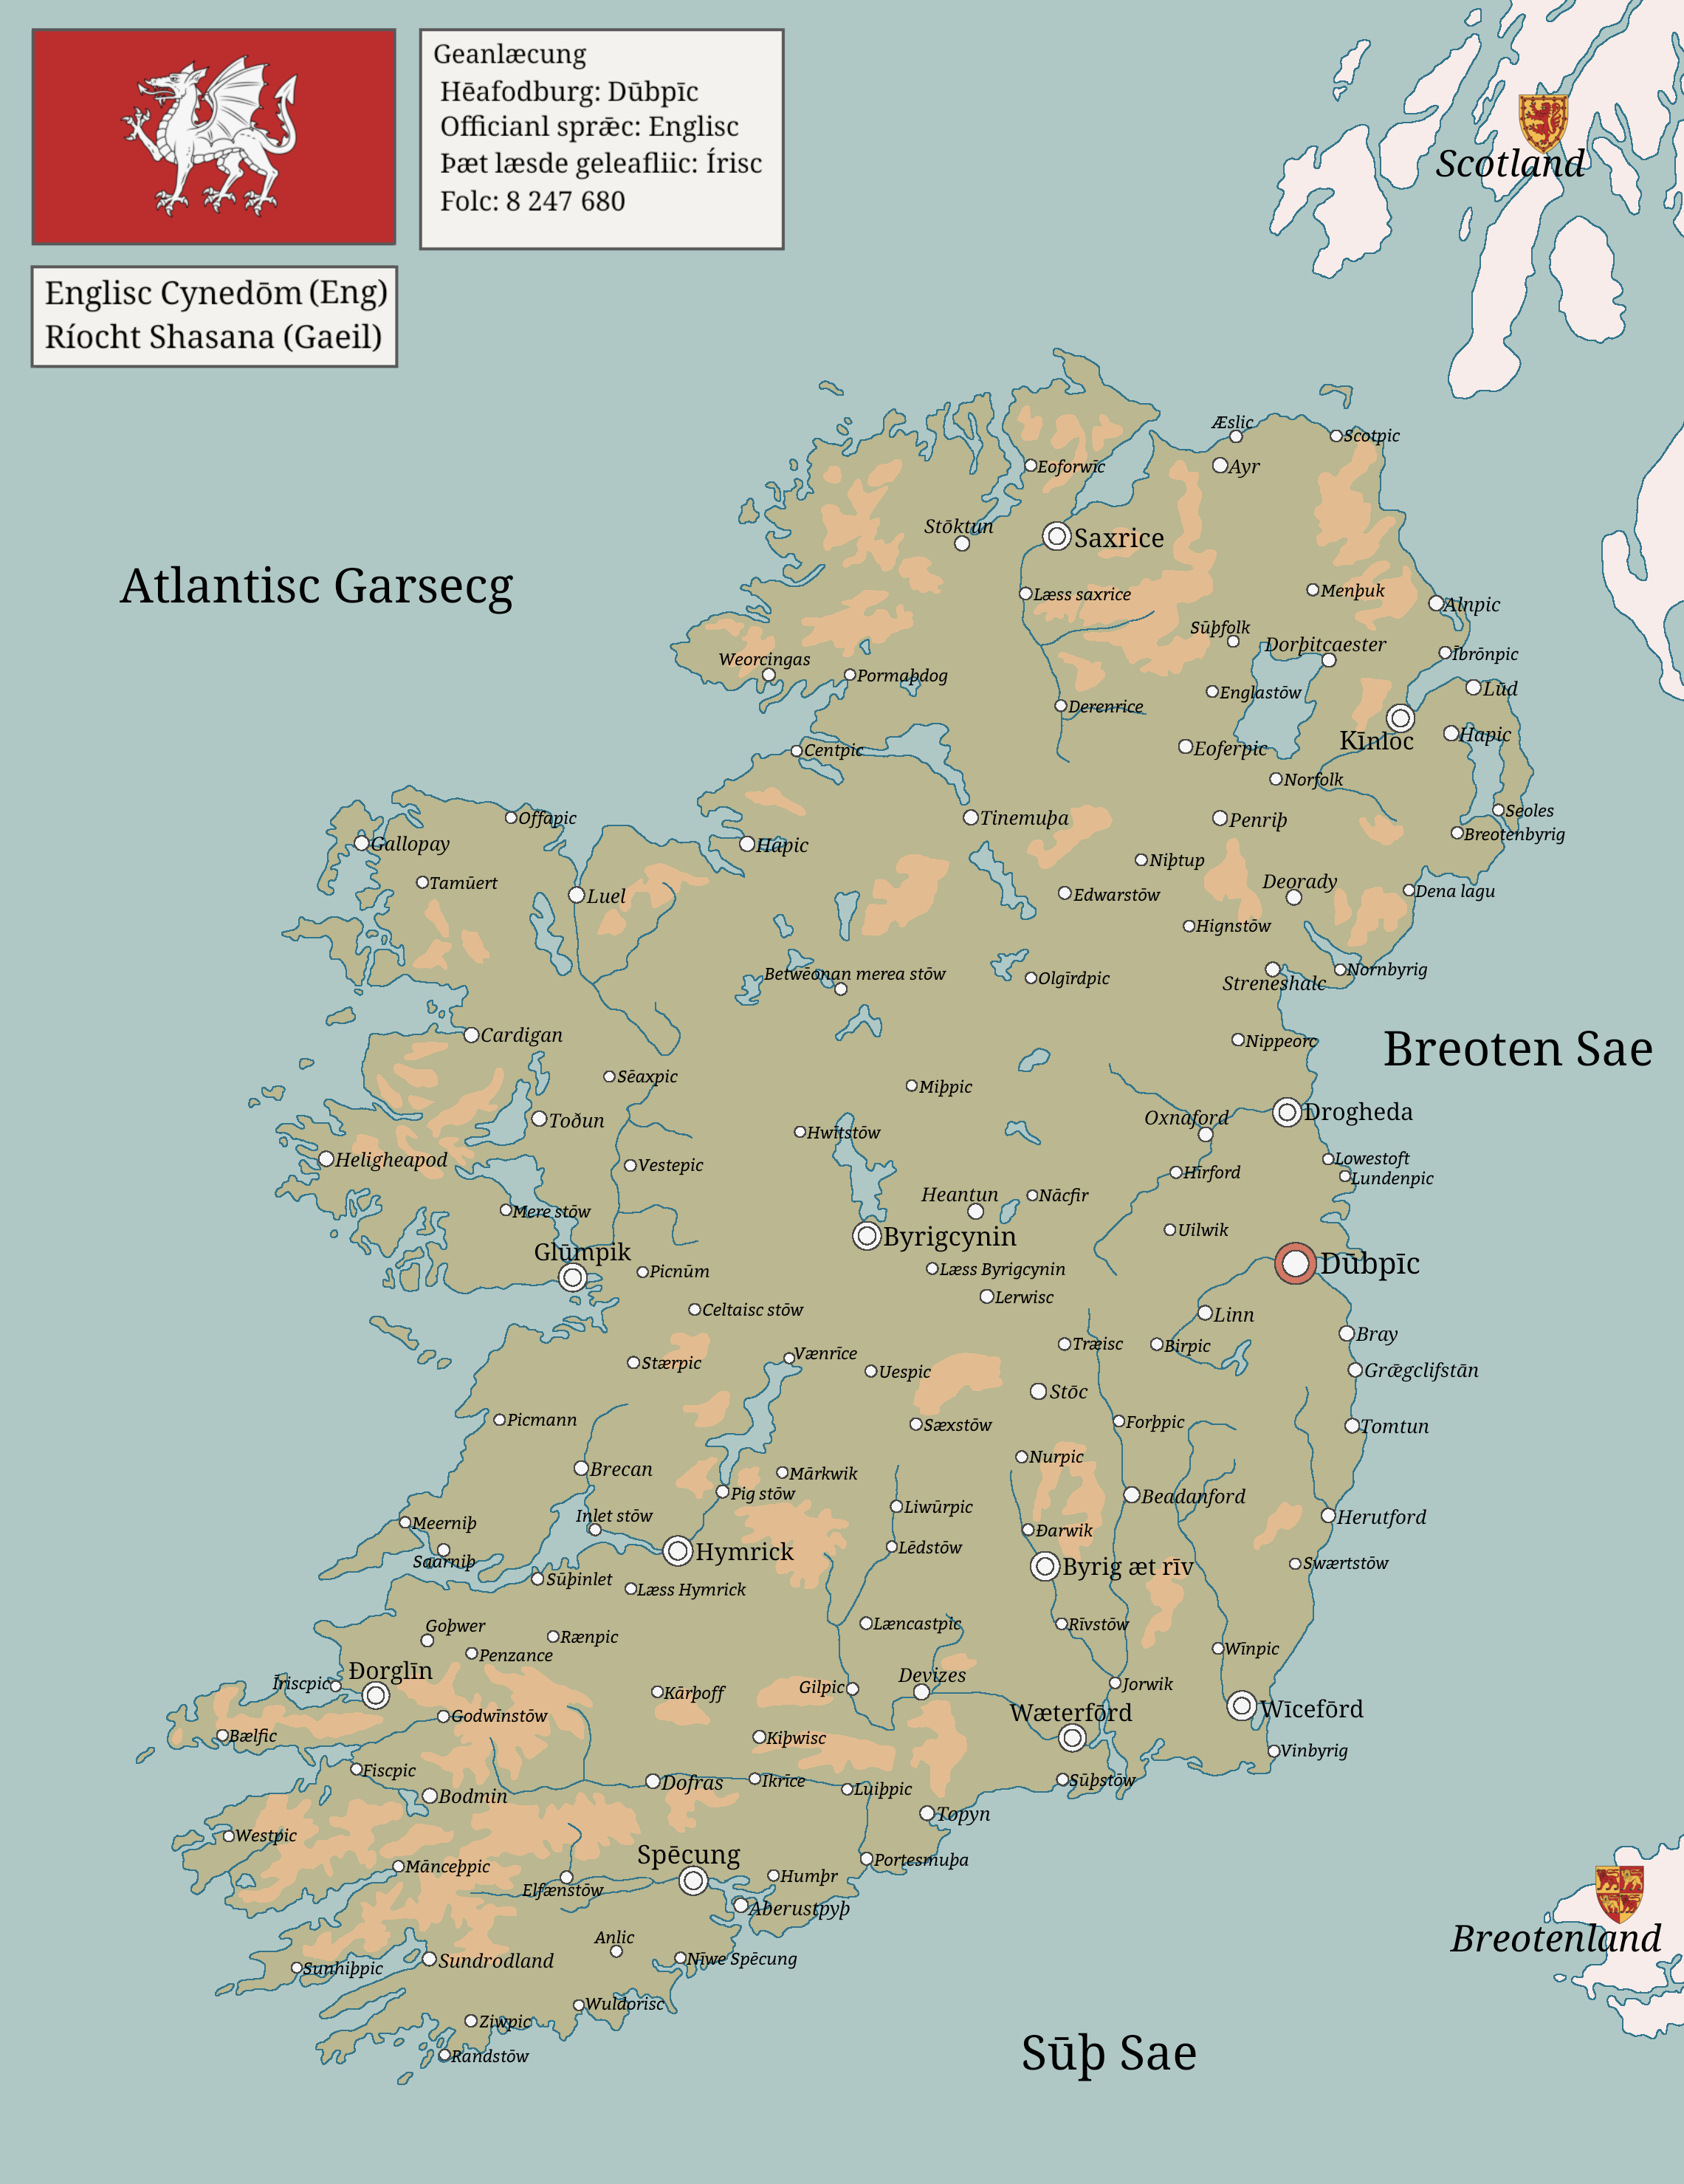 Geanlæcung
Hēafodburg: Dūbpīc
Officianl sprǣc: Englisc
Þæt læsde geleafliic: Írisc
Folc: 8 247 680
Englisc Cynedōm (Eng)
Ríocht Shasana (Gaeil)
Scotland
Atlantisc Garsecg
Breoten Sae
Sūþ Sae
Breotenland
Æslic
Scotpic
Eoforwīc
Ayr
Stōktun
Saxrice
Læss saxrice
Menþuk
Alnpic
Sūþfolk
Dorþitcaester
Ībrōnpic
Weorcingas
Pormaþdog
Englastōw
Lūd
Derenrice
Kīnloc
Hapic
Centpic
Eoferpic
Norfolk
Offapic
Tinemuþa
Penriþ
Seoles
Breotenbyrig
Gallopay
Hapic
Niþtup
Tamūert
Luel
Edwarstōw
Deorady
Dena lagu
Hignstōw
Betwēonan merea stōw
Olgīrdpic
Streneshalc
Nornbyrig
Cardigan
Nippeorc
Sēaxpic
Miþpic
Toðun
Hwītstōw
Oxnaford
Đrogheda
Heligheapod
Vestepic
Hīrford
Lowestoft
Lundenpic
Heantun
Nācfir
Mere stōw
Uilwik
Glūmpik
Byrigcynin
Dūbpīc
Picnūm
Læss Byrigcynin
Celtaisc stōw
Lerwisc
Linn
Bray
Stærpic
Vænrīce
Uespic
Træisc
Birpic
Grǣgclifstān
Stōc
Picmann
Sæxstōw
Forþpic
Tomtun
Brecan
Mārkwik
Nurpic
Pig stōw
Liwūrpic
Beadanford
Inlet stōw
Herutford
Meerniþ
Đarwik
Saarniþ
Hymrick
Lēdstōw
Byrig æt rīv
Swærtstōw
Sūþinlet
Læss Hymrick
Goþwer
Læncastpic
Rīvstōw
Rænpic
Penzance
Wīnpic
Īriscpic
Đorglīn
Kārþoff
Gilpic
Devizes
Jorwik
Godwīnstōw
Wæterfōrd
Wīcefōrd
Bælfic
Kiþwisc
Vinbyrig
Fiscpic
Dofras
Ikrīce
Luiþpic
Sūþstōw
Bodmin
Topyn
Westpic
Spēcung
Portesmuþa
Mānceþpic
Humþr
Elfænstōw
Aberustpyþ
Anlic
Sundrodland
Nīwe Spēcung
Sunhiþpic
Wuldorisc
Ziwpic
Randstōw